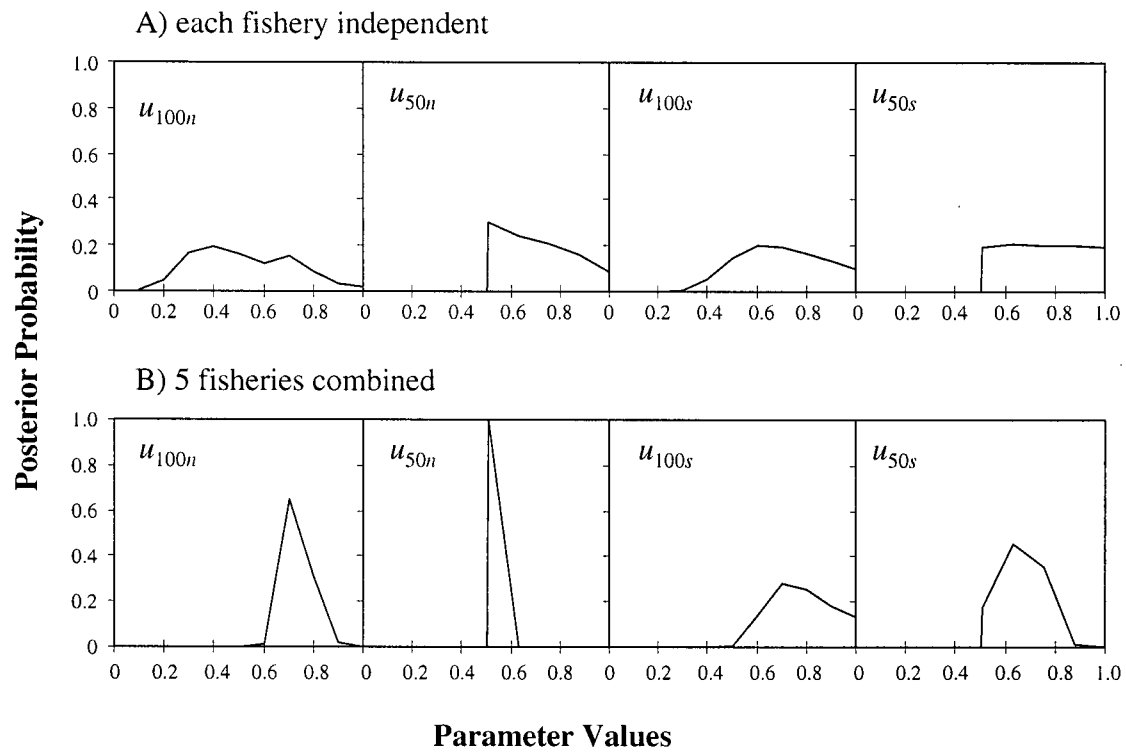 A) each fishery independent
1.0
0.8
0.6
0.4
0.2
0
u100n
u50n
u100s
u50s
0 0.2 0.4 0.6 0.8 0 0.2 0.4 0.6 0.8 0 0.2 0.4 0.6 0.8 0 0.2 0.4 0.6 0.8 1.0
Posterior Probability
B) 5 fisheries combined
1.0
0.8
0.6
0.4
0.2
0
u100n
u50n
u100s
u50s
0 0.2 0.4 0.6 0.8 0 0.2 0.4 0.6 0.8 0 0.2 0.4 0.6 0.8 0 0.2 0.4 0.6 0.8 1.0
Parameter Values